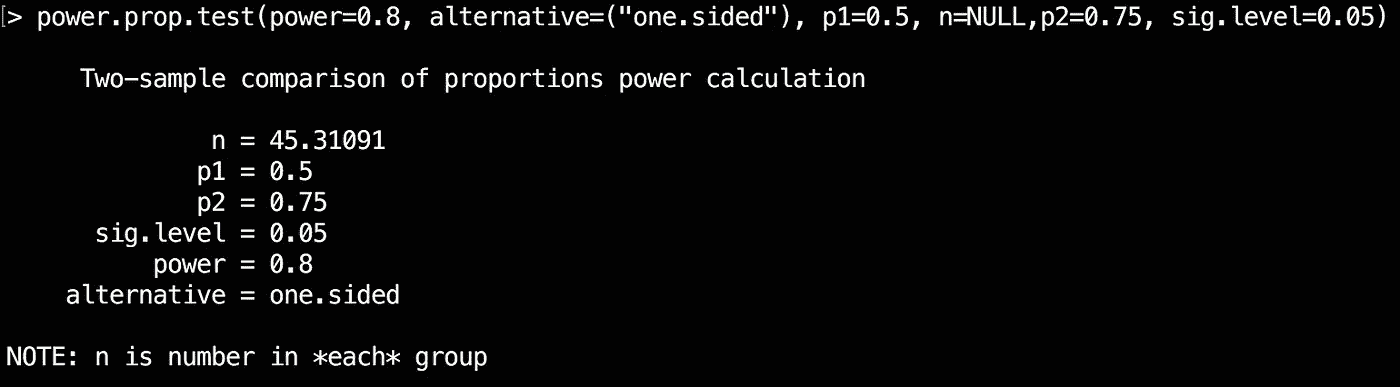 [> power.prop.test(power=0.8, alternative=("one.sided"), p1=0.5, n=NULL,p2=0.75, sig.level=0.05)
Two-sample comparison of proportions power calculation
n = 45.31091
p1 = 0.5
p2 = 0.75
sig.level = 0.05
power = 0.8
alternative = one.sided
NOTE: n is number in *each* group